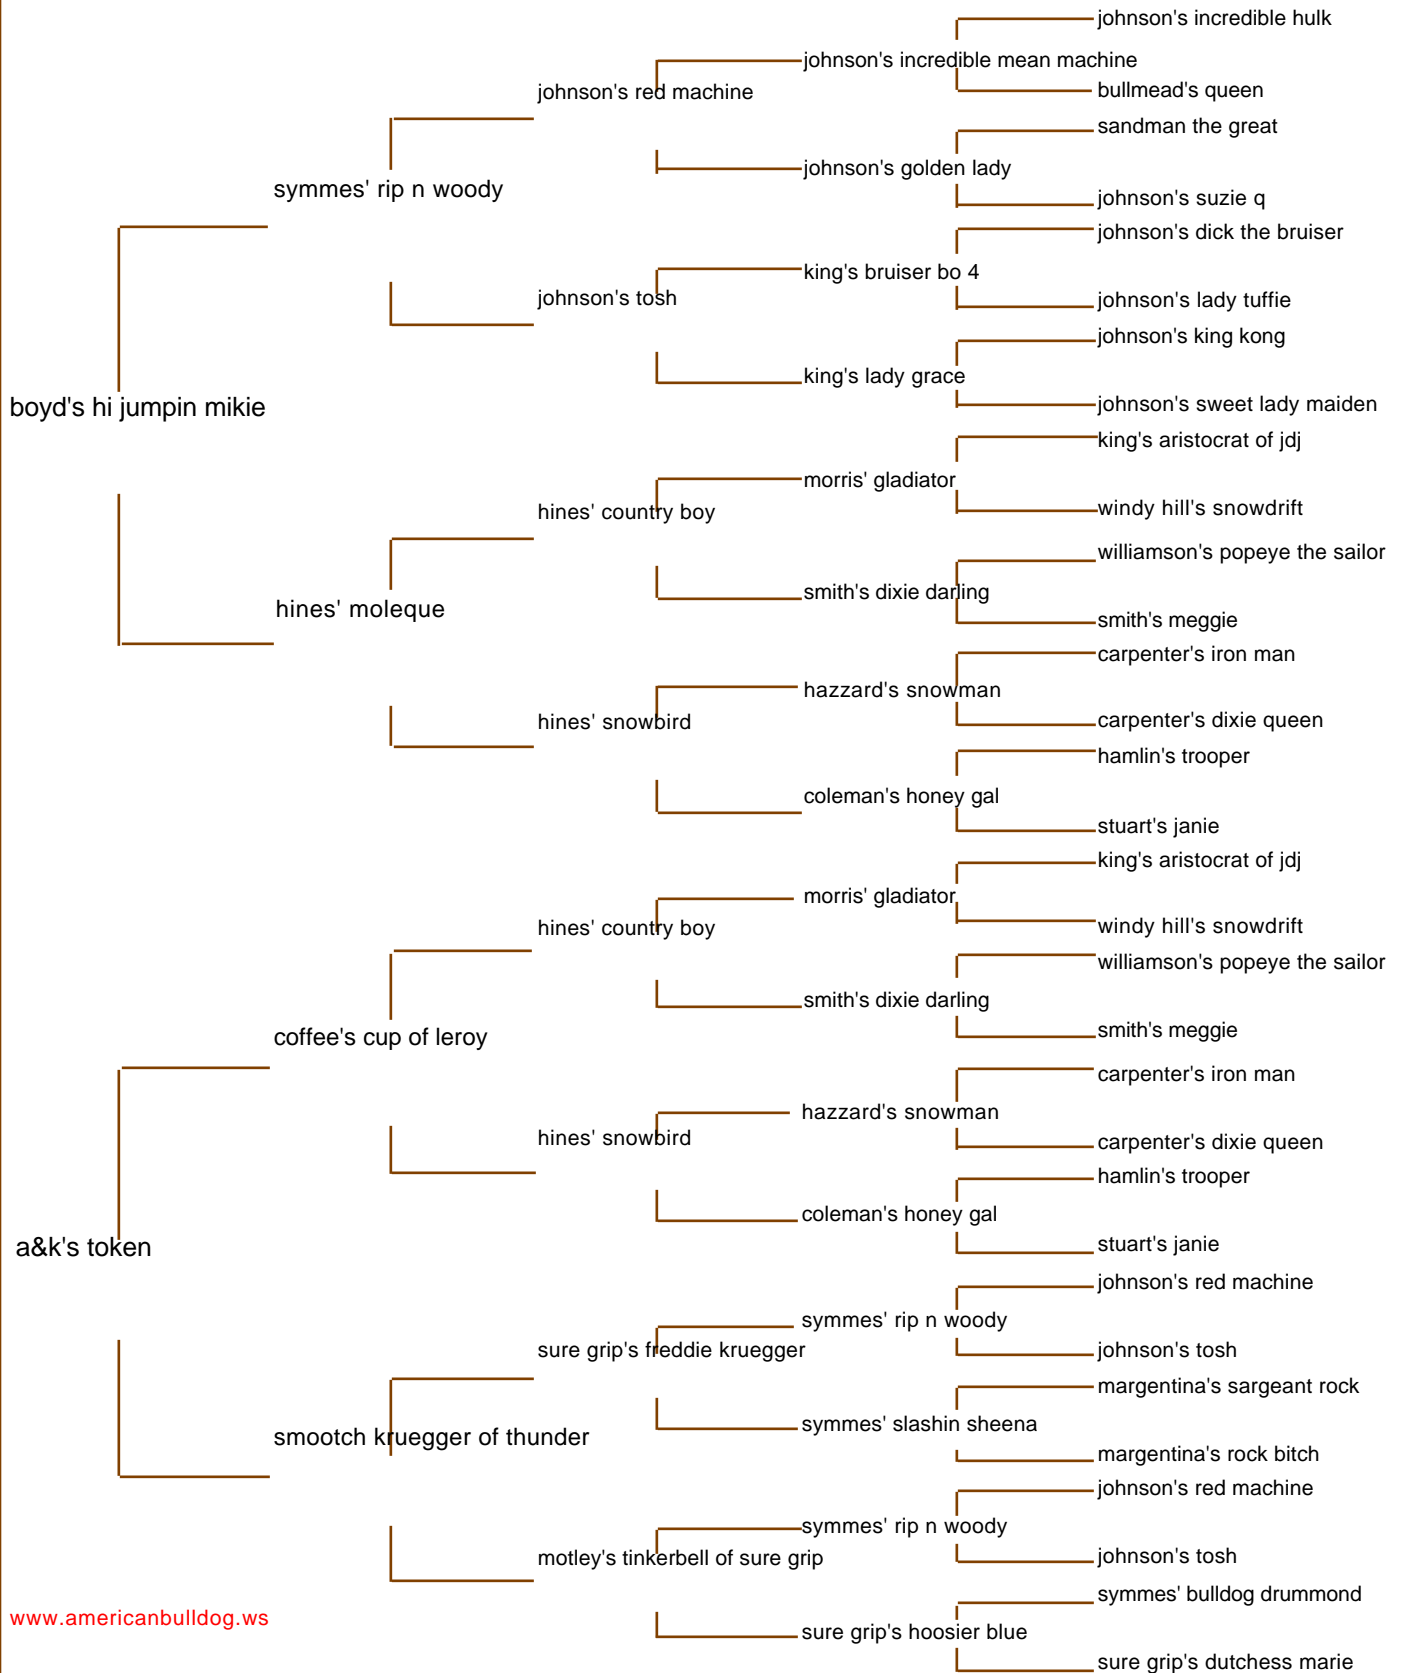 johnson's incredible hulk
johnson's incredible mean machine
bullmead's queen
johnson's red machine
sandman the great
johnson's golden lady
symmes' rip n woody
johnson's suzie q
johnson's dick the bruiser
king's bruiser bo 4
johnson's tosh
johnson's lady tuffie
johnson's king kong
king's lady grace
johnson's sweet lady maiden
boyd's hi jumpin mikie
king's aristocrat of jdj
morris' gladiator
windy hill's snowdrift
hines' country boy
williamson's popeye the sailor
smith's dixie darling
hines' moleque
smith's meggie
carpenter's iron man
hazzard's snowman
carpenter's dixie queen
hines' snowbird
hamlin's trooper
coleman's honey gal
stuart's janie
king's aristocrat of jdj
morris' gladiator
windy hill's snowdrift
hines' country boy
williamson's popeye the sailor
smith's dixie darling
smith's meggie
coffee's cup of leroy
carpenter's iron man
hazzard's snowman
hines' snowbird
carpenter's dixie queen
hamlin's trooper
coleman's honey gal
stuart's janie
a&k's token
johnson's red machine
symmes' rip n woody
sure grip's freddie kruegger
johnson's tosh
margentina's sargeant rock
symmes' slashin sheena
smootch kruegger of thunder
margentina's rock bitch
johnson's red machine
symmes' rip n woody
motley's tinkerbell of sure grip
johnson's tosh
symmes' bulldog drummond
www.americanbulldog.ws
sure grip's hoosier blue
sure grip's dutchess marie